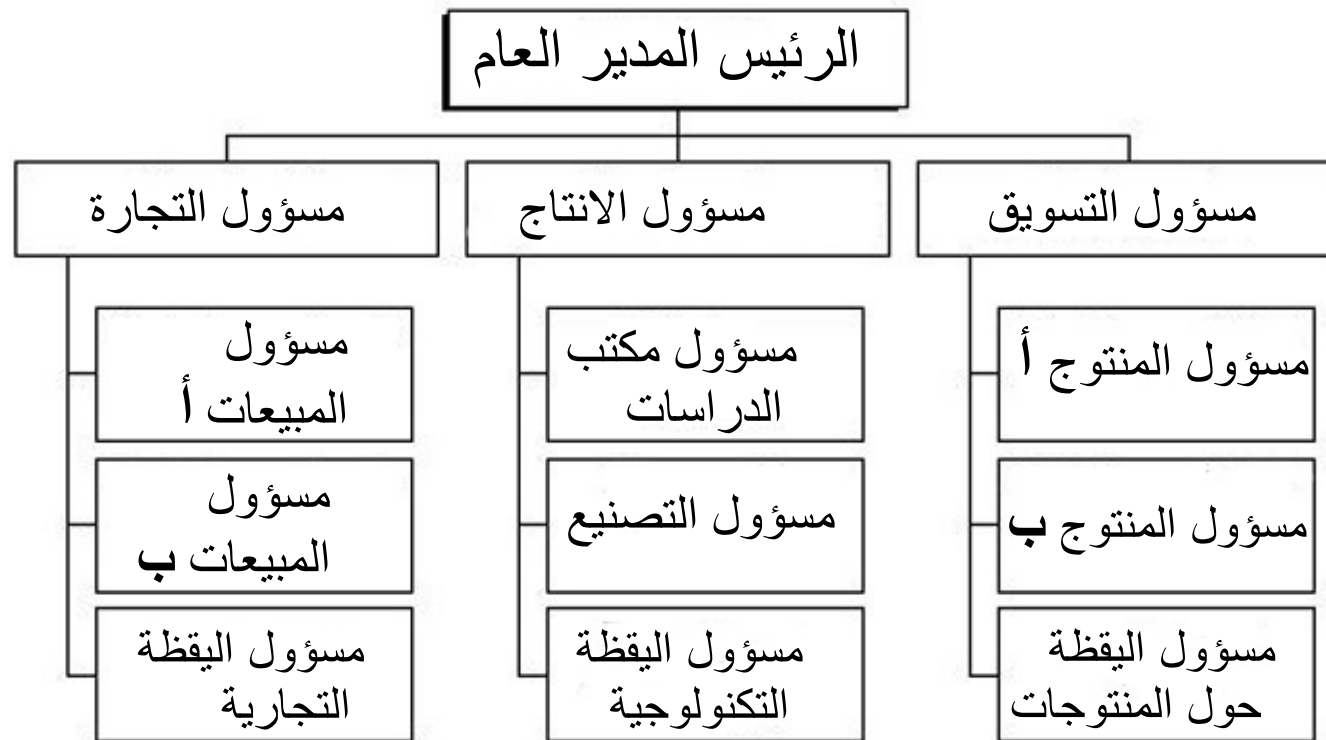 الرئيس المدير العام
مسؤول التسويق
مسؤول الانتاج
مسؤول التجارة
مسؤول المنتوج أ
مسؤول المنتوج ب
مسؤول اليقظة
حول المنتوجات
مسؤول مكتب
الدراسات
مسؤول التصنيع
مسؤول اليقظة
التكنولوجية
مسؤول
المبيعات أ
مسؤول
المبيعات ب
مسؤول اليقظة
التجارية